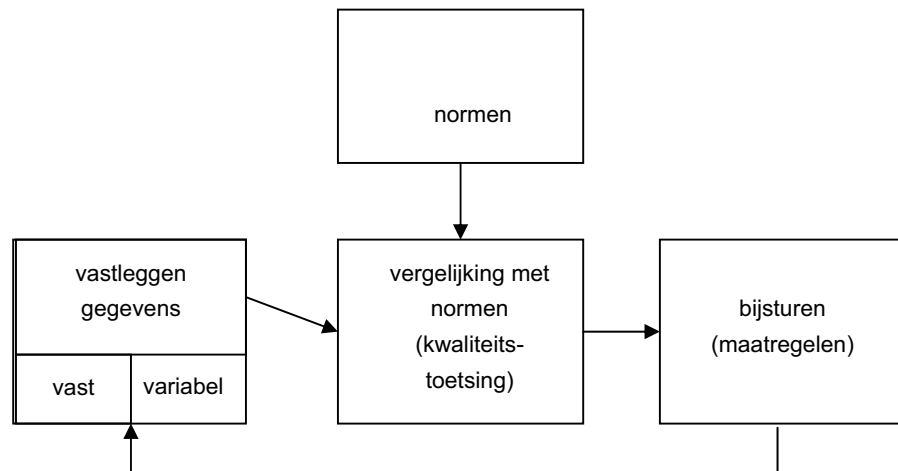 normen
vastleggen
gegevens
vast
variabel
vergelijking met
normen
(kwaliteits-
toetsing)
bijsturen
(maatregelen)